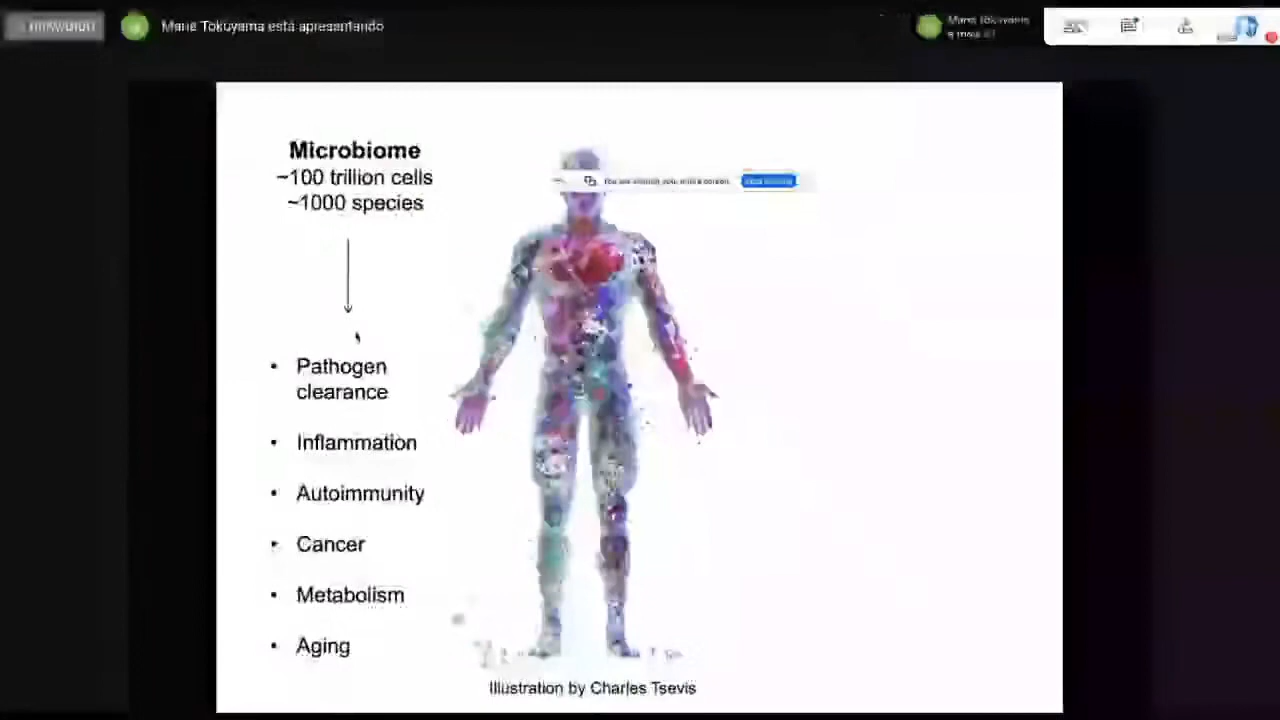 Tokuyama está apresentando
Microbiome
~100 trillion cells
~1000 species
• Pathogen
clearance
• Inflammation
• Autoimmunity
• Cancer
• Metabolism
• Aging
Illustration by Charles Tsevis